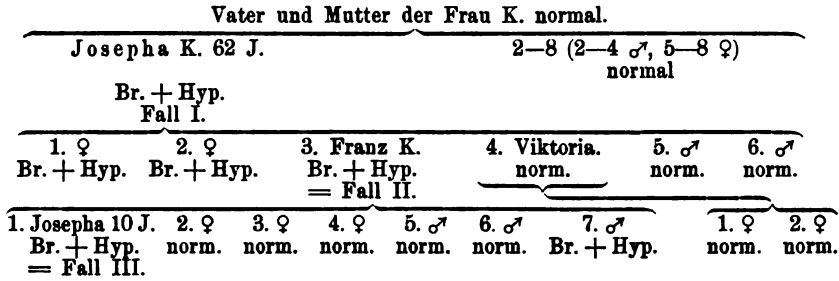 Vater und Mutter der Frau K. normal.
Josepha K. 62 J. 2—8 (2—4 ♂, 5—8 ♀)
normal
Br. + Hyp.
Fall I.
1. ♀ 2. ♀ 3. Franz K. 4. Viktoria. 5. ♂ 6. ♂
Br. + Hyp. Br. + Hyp. Br. + Hyp. norm. norm. norm.
= Fall II.
1. Josepha 10 J. 2. ♀ 3. ♀ 4. ♀ 5. ♂ 6. ♂ 7. ♂ 1. ♀ 2. ♀
Br. + Hyp. norm. norm. norm. norm. norm. Br. + Hyp. norm. norm.
= Fall III.